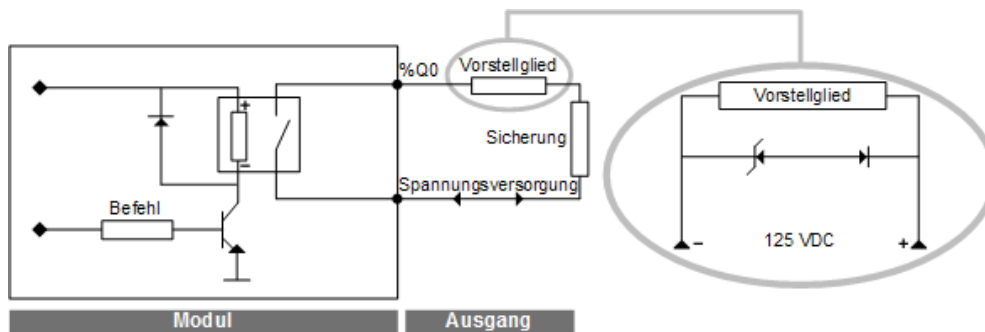 %Q0
Vorstellglied
Vorstellglied
+
Sicherung
–
Spannungsversorgung
Befehl
– 125 VDC +
Modul
Ausgang